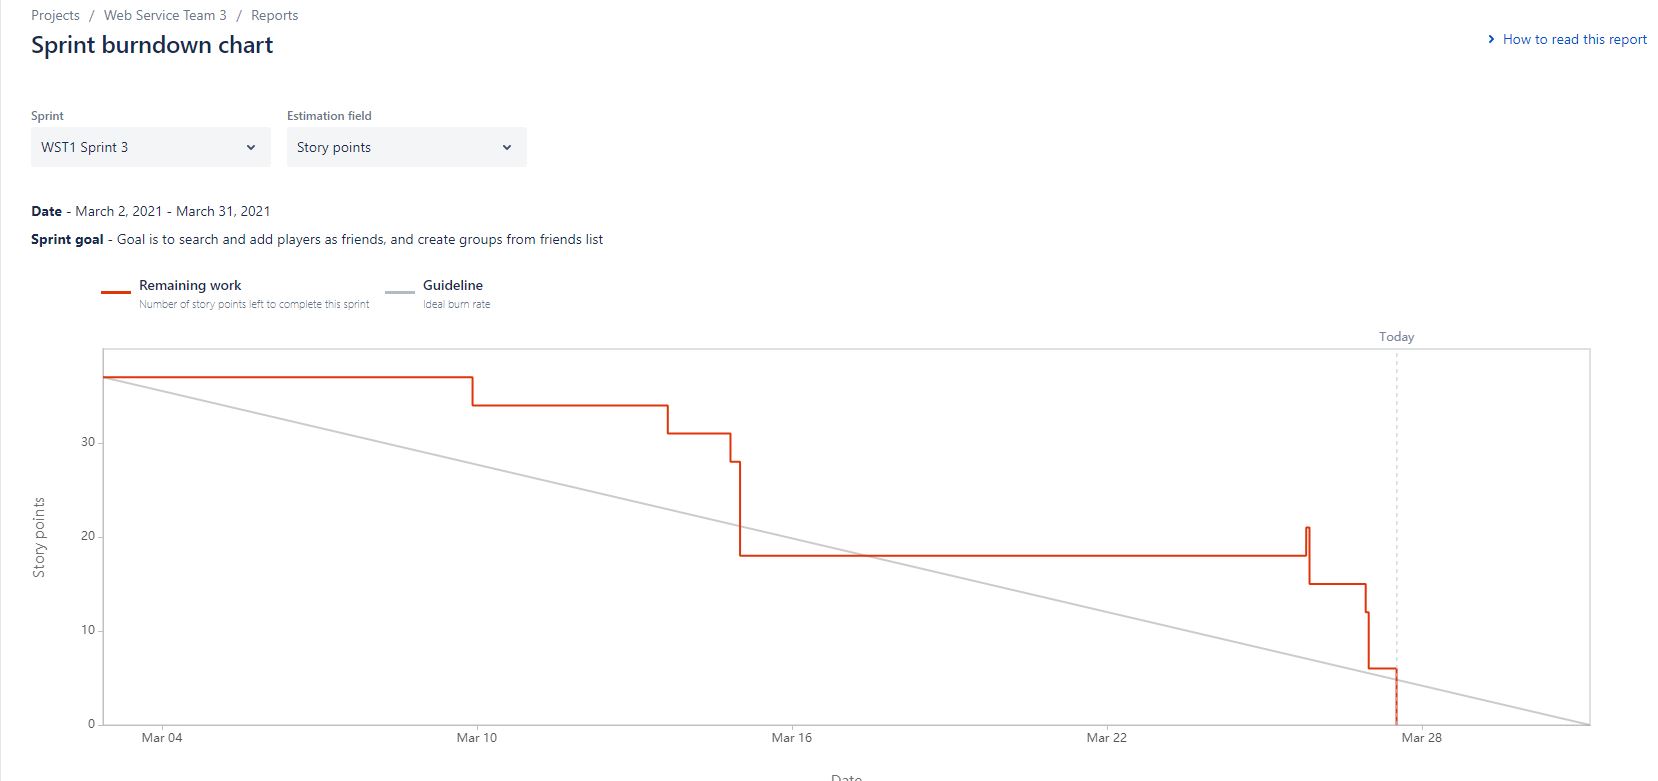 Projects / Web Service Team 3 / Reports
Sprint burndown chart
How to read this report
Sprint Estimation field
WST1 Sprint 3 Story points
Date - March 2, 2021 - March 31, 2021
Sprint goal - Goal is to search and add players as friends, and create groups from friends list
Remaining work Guideline
Number of story points left to complete this sprint Ideal burn rate
Today
Story points
30
20
10
0
Mar 04 Mar 10 Mar 16 Mar 22 Mar 28
Date